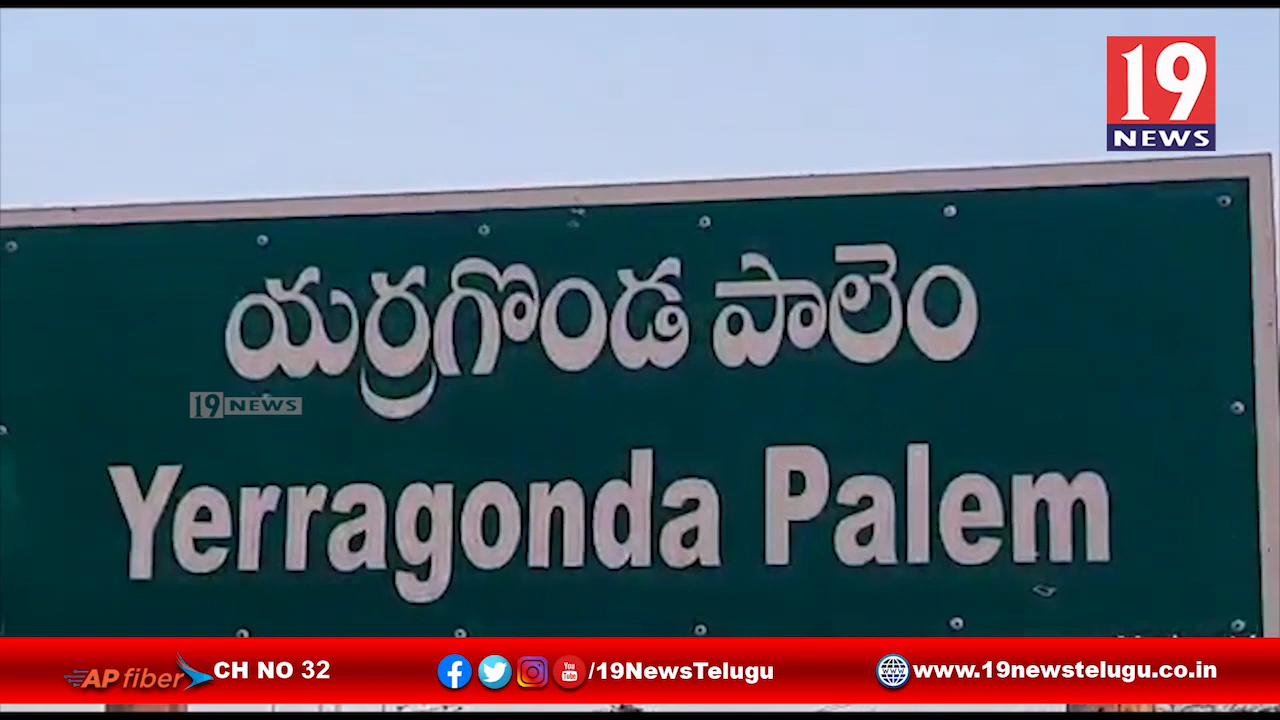 19
NEWS
యర్రగొండ పాలెం
19 NEWS
Yerragonda Palem
AP fiber CH NO 32 /19NewsTelugu www.19newstelugu.co.in